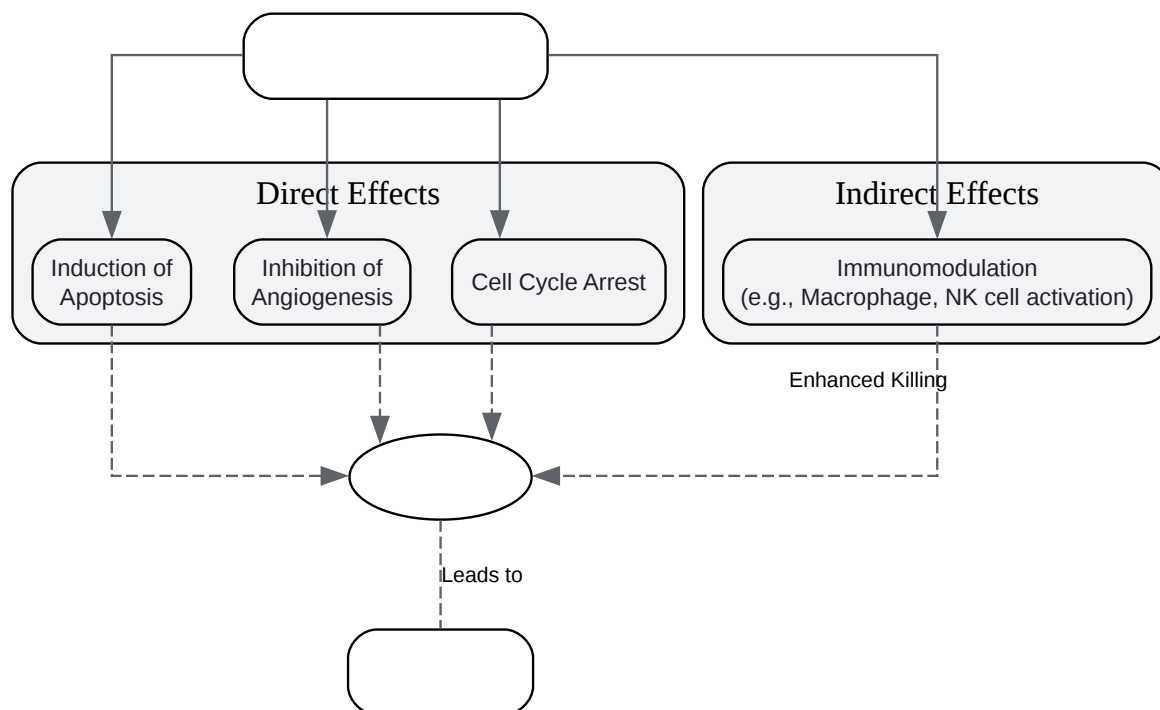 Direct Effects
Indirect Effects
Induction of
Apoptosis
Inhibition of
Angiogenesis
Cell Cycle Arrest
Immunomodulation
(e.g., Macrophage, NK cell activation)
Enhanced Killing
Leads to